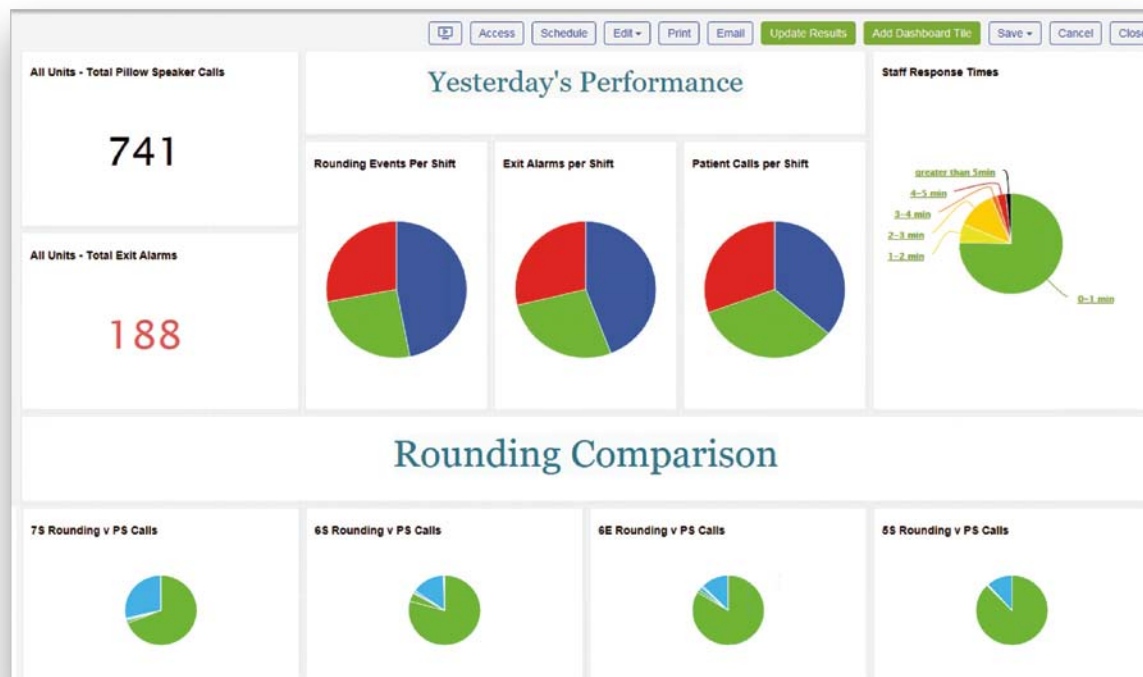 Access Schedule Edit Print Email Update Results Add Dashboard Tile Save Cancel Close
All Units - Total Pillow Speaker Calls
741
Yesterday's Performance
Staff Response Times
Rounding Events Per Shift
Exit Alarms per Shift
Patient Calls per Shift
greater than 5min
4-5 min
3-4 min
2-3 min
1-2 min
0-1 min
All Units - Total Exit Alarms
188
Rounding Comparison
7S Rounding v PS Calls
6S Rounding v PS Calls
6E Rounding v PS Calls
5S Rounding v PS Calls